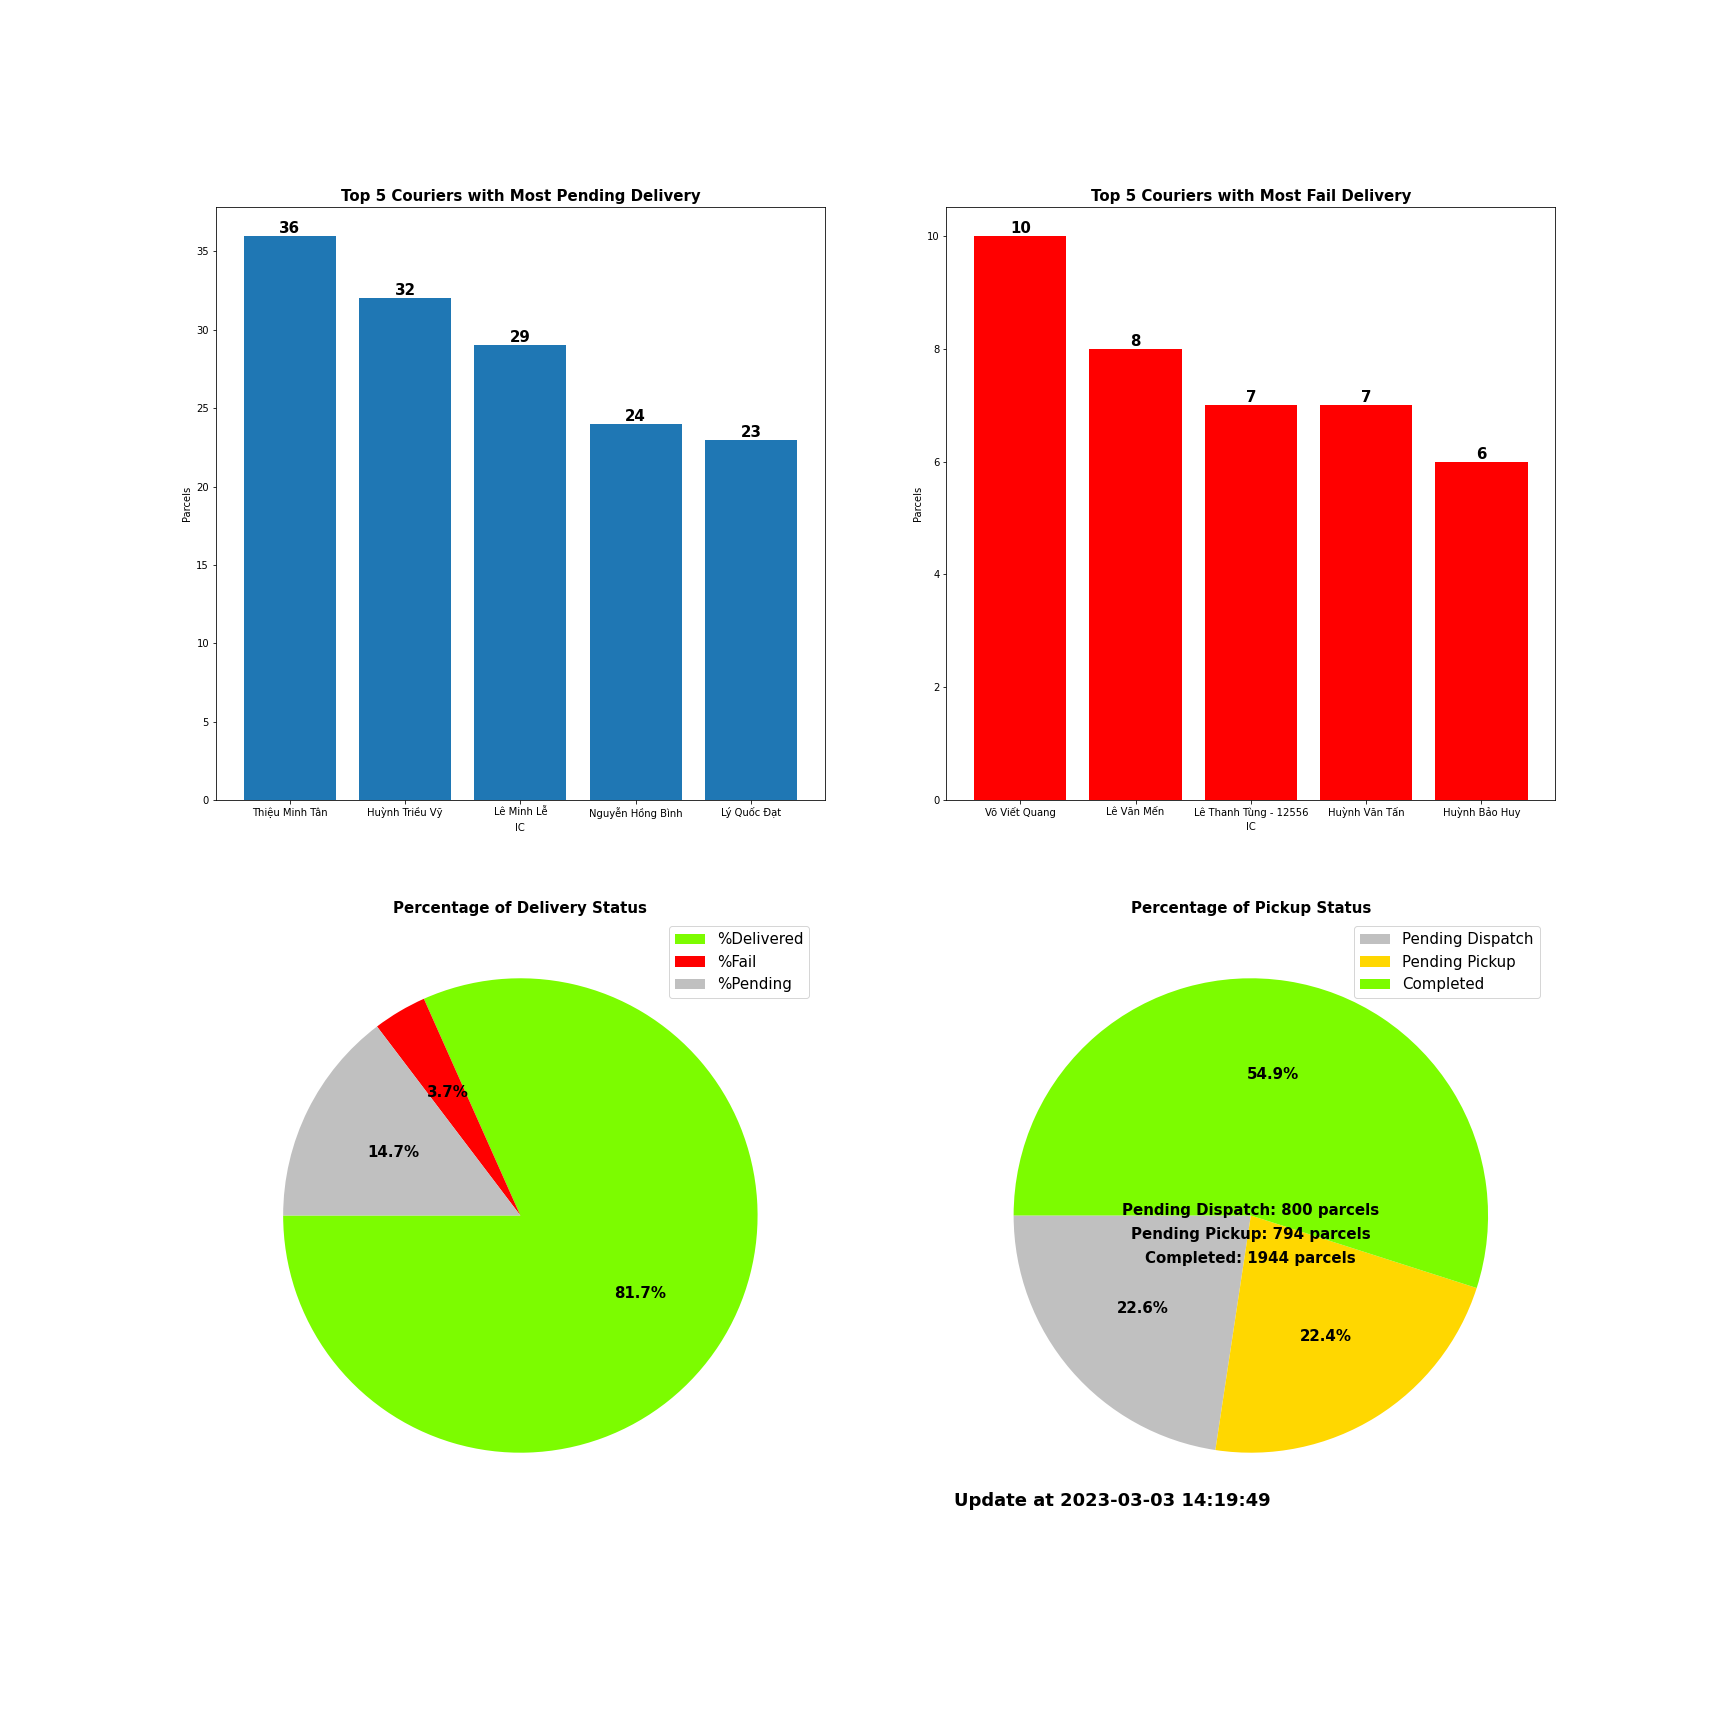 Top 5 Couriers with Most Pending Delivery
36
32
29
24
23
35
30
25
20
15
10
5
0
Parcels
Thiệu Minh Tân
Huỳnh Triều Vỹ
Lê Minh Lễ
Nguyễn Hồng Bình
Lý Quốc Đạt
IC
Top 5 Couriers with Most Fail Delivery
10
8
7
7
6
10
8
6
4
2
0
Parcels
Võ Viết Quang
Lê Văn Mến
Lê Thanh Tùng - 12556
Huỳnh Văn Tấn
Huỳnh Bảo Huy
IC
Percentage of Delivery Status
%Delivered
%Fail
%Pending
3.7%
14.7%
81.7%
Percentage of Pickup Status
Pending Dispatch
Pending Pickup
Completed
54.9%
Pending Dispatch: 800 parcels
Pending Pickup: 794 parcels
Completed: 1944 parcels
22.6%
22.4%
Update at 2023-03-03 14:19:49